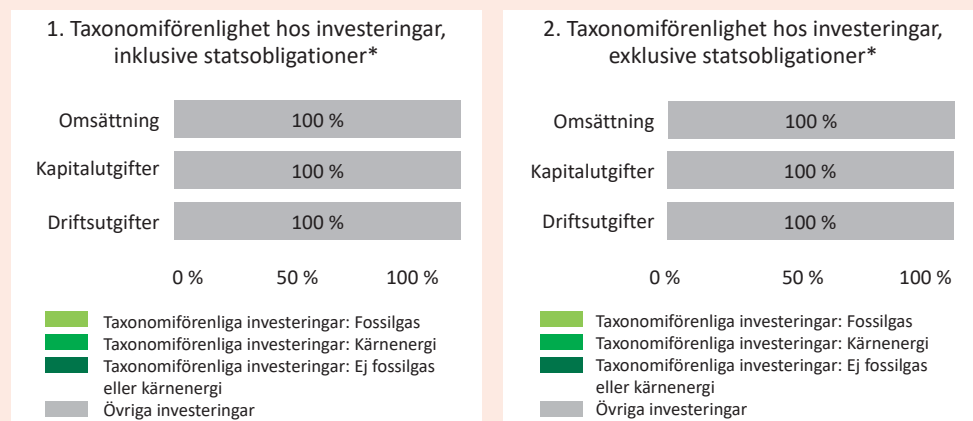 1. Taxonomiförenlighet hos investeringar,
inklusive statsobligationer*
Omsättning 100 %
Kapitalutgifter 100 %
Driftsutgifter 100 %
0 % 50 % 100 %
Taxonomiförenliga investeringar: Fossilgas
Taxonomiförenliga investeringar: Kärnenergi
Taxonomiförenliga investeringar: Ej fossilgas
eller kärnenergi
Övriga investeringar
2. Taxonomiförenlighet hos investeringar,
exklusive statsobligationer*
Omsättning 100 %
Kapitalutgifter 100 %
Driftsutgifter 100 %
0 % 50 % 100 %
Taxonomiförenliga investeringar: Fossilgas
Taxonomiförenliga investeringar: Kärnenergi
Taxonomiförenliga investeringar: Ej fossilgas
eller kärnenergi
Övriga investeringar